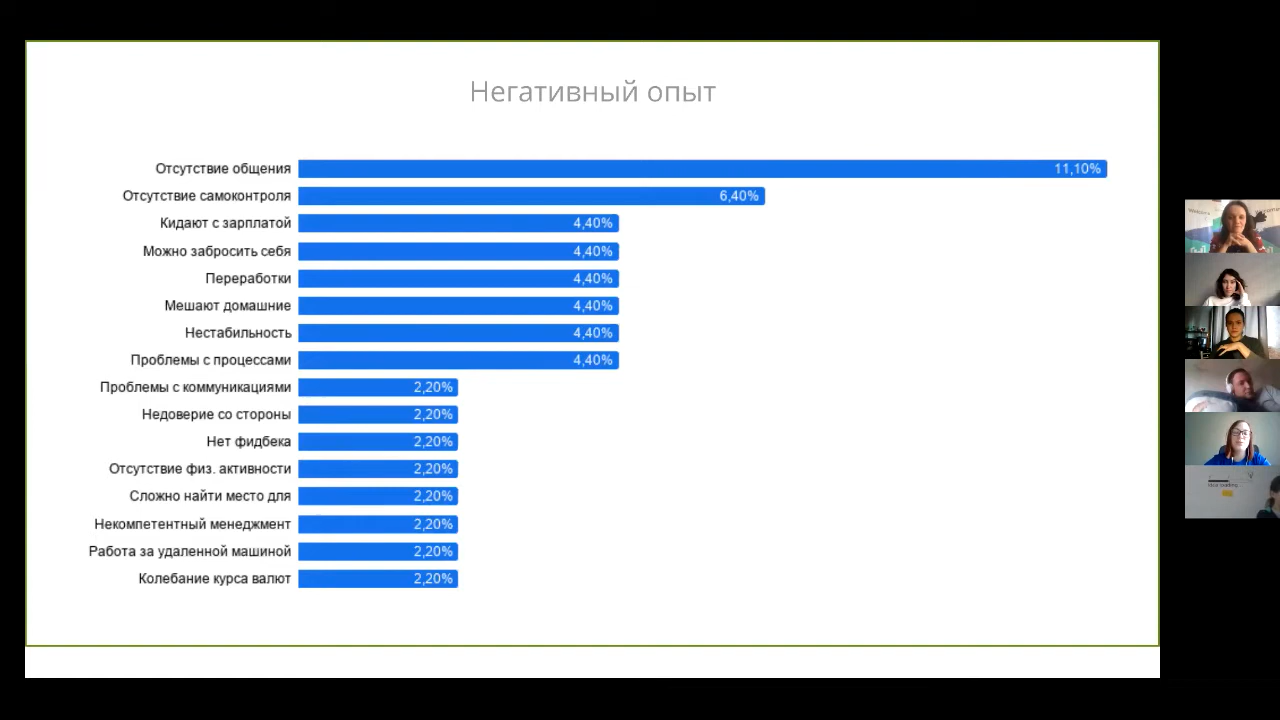 Негативный опыт
Отсутствие общения 11,10%
Отсутствие самоконтроля 6,40%
Кидают с зарплатой 4,40%
Можно забросить себя 4,40%
Переработки 4,40%
Мешают домашние 4,40%
Нестабильность 4,40%
Проблемы с процессами 4,40%
Проблемы с коммуникациями 2,20%
Недоверие со стороны 2,20%
Нет фидбека 2,20%
Отсутствие физ. активности 2,20%
Сложно найти место для 2,20%
Некомпетентный менеджмент 2,20%
Работа за удаленной машиной 2,20%
Колебание курса валют 2,20%